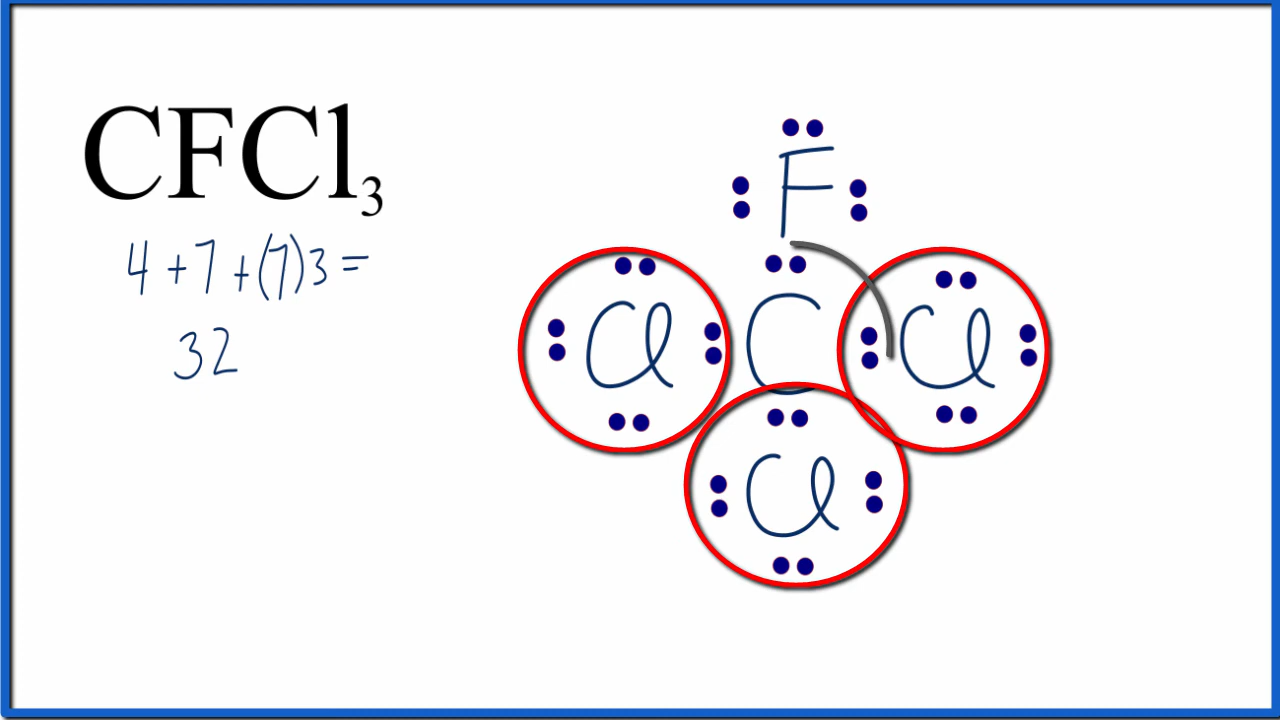 CFCl₃
4 + 7 + (7)3 =
32
F
Cl C Cl
Cl